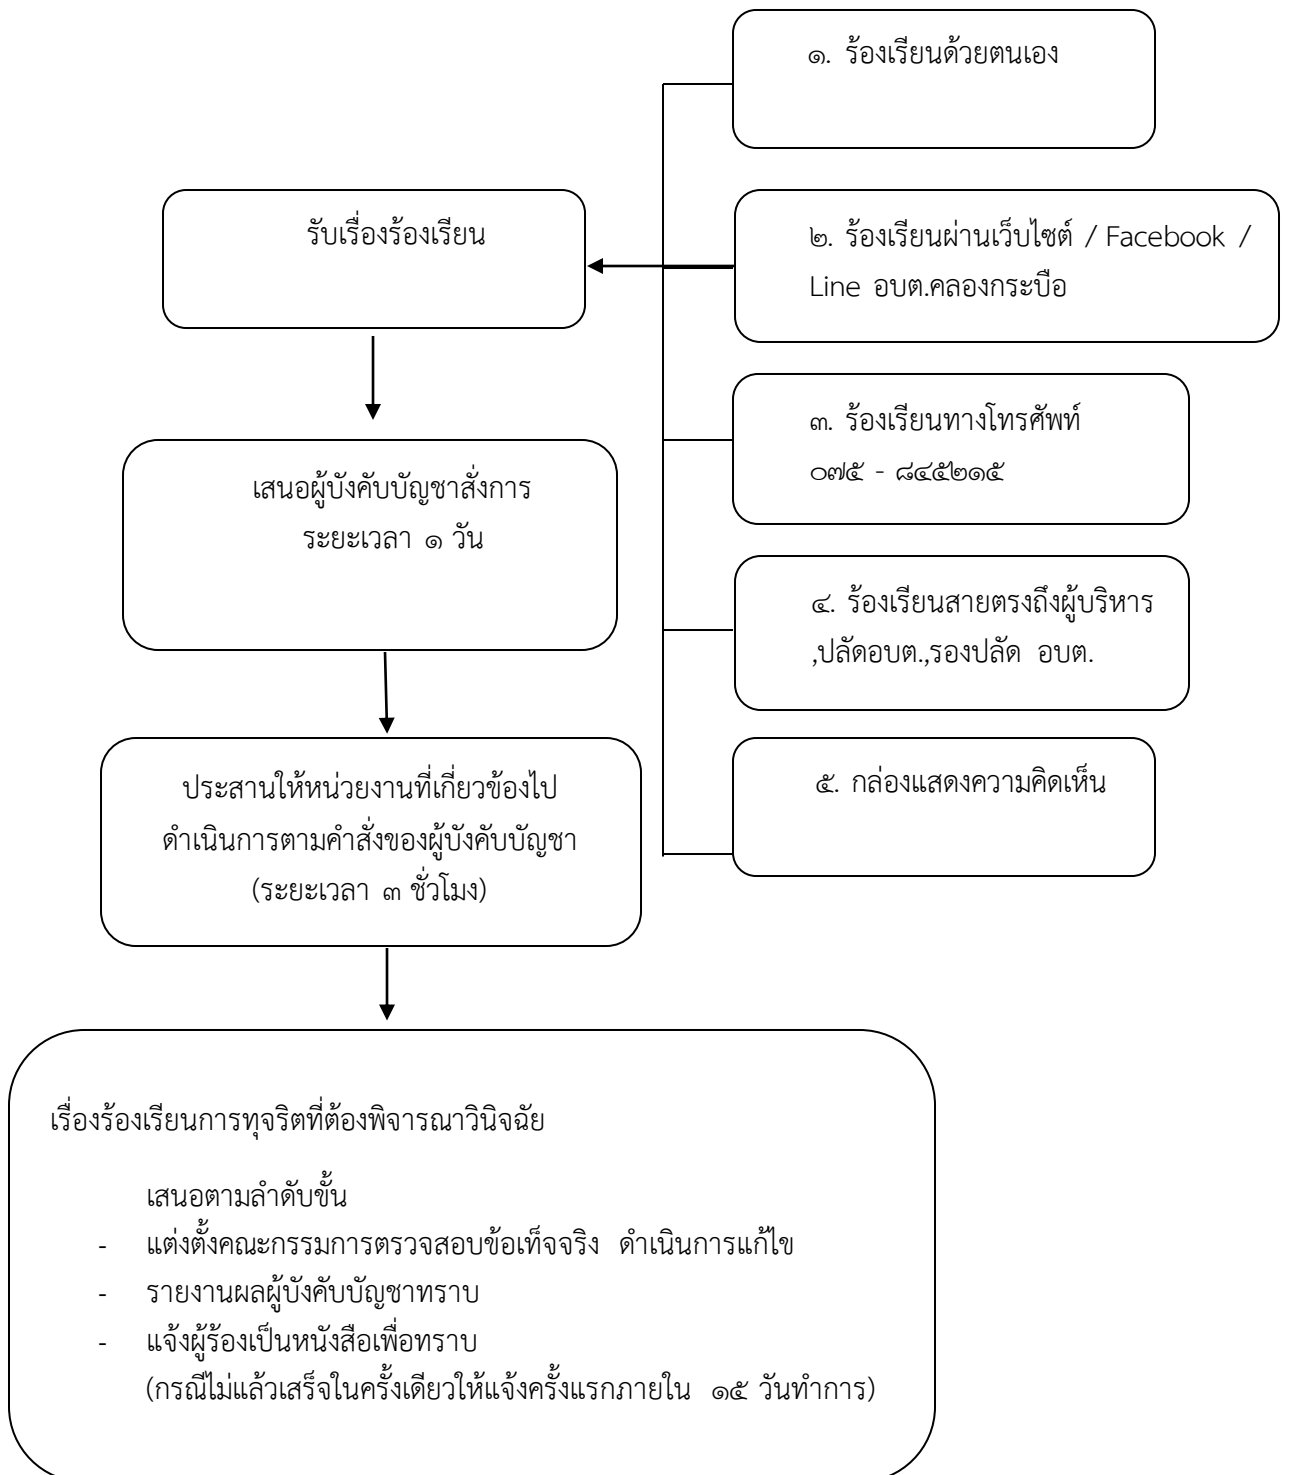 ๑. ร้องเรียนด้วยตนเอง
รับเรื่องร้องเรียน
๒. ร้องเรียนผ่านเว็บไซต์ / Facebook /
Line อบต.คลองกระบือ
๓. ร้องเรียนทางโทรศัพท์
๐๗๕ - ๘๔๕๒๑๕
เสนอผู้บังคับบัญชาสั่งการ
ระยะเวลา ๑ วัน
๔. ร้องเรียนสายตรงถึงผู้บริหาร
,ปลัดอบต.,รองปลัด อบต.
๕. กล่องแสดงความคิดเห็น
ประสานให้หน่วยงานที่เกี่ยวข้องไป
ดำเนินการตามคำสั่งของผู้บังคับบัญชา
(ระยะเวลา ๓ ชั่วโมง)
เรื่องร้องเรียนการทุจริตที่ต้องพิจารณาวินิจฉัย
เสนอตามลำดับขั้น
- แต่งตั้งคณะกรรมการตรวจสอบข้อเท็จจริง ดำเนินการแก้ไข
- รายงานผลผู้บังคับบัญชาทราบ
- แจ้งผู้ร้องเป็นหนังสือเพื่อทราบ
(กรณีไม่แล้วเสร็จในครั้งเดียวให้แจ้งครั้งแรกภายใน ๑๕ วันทำการ)